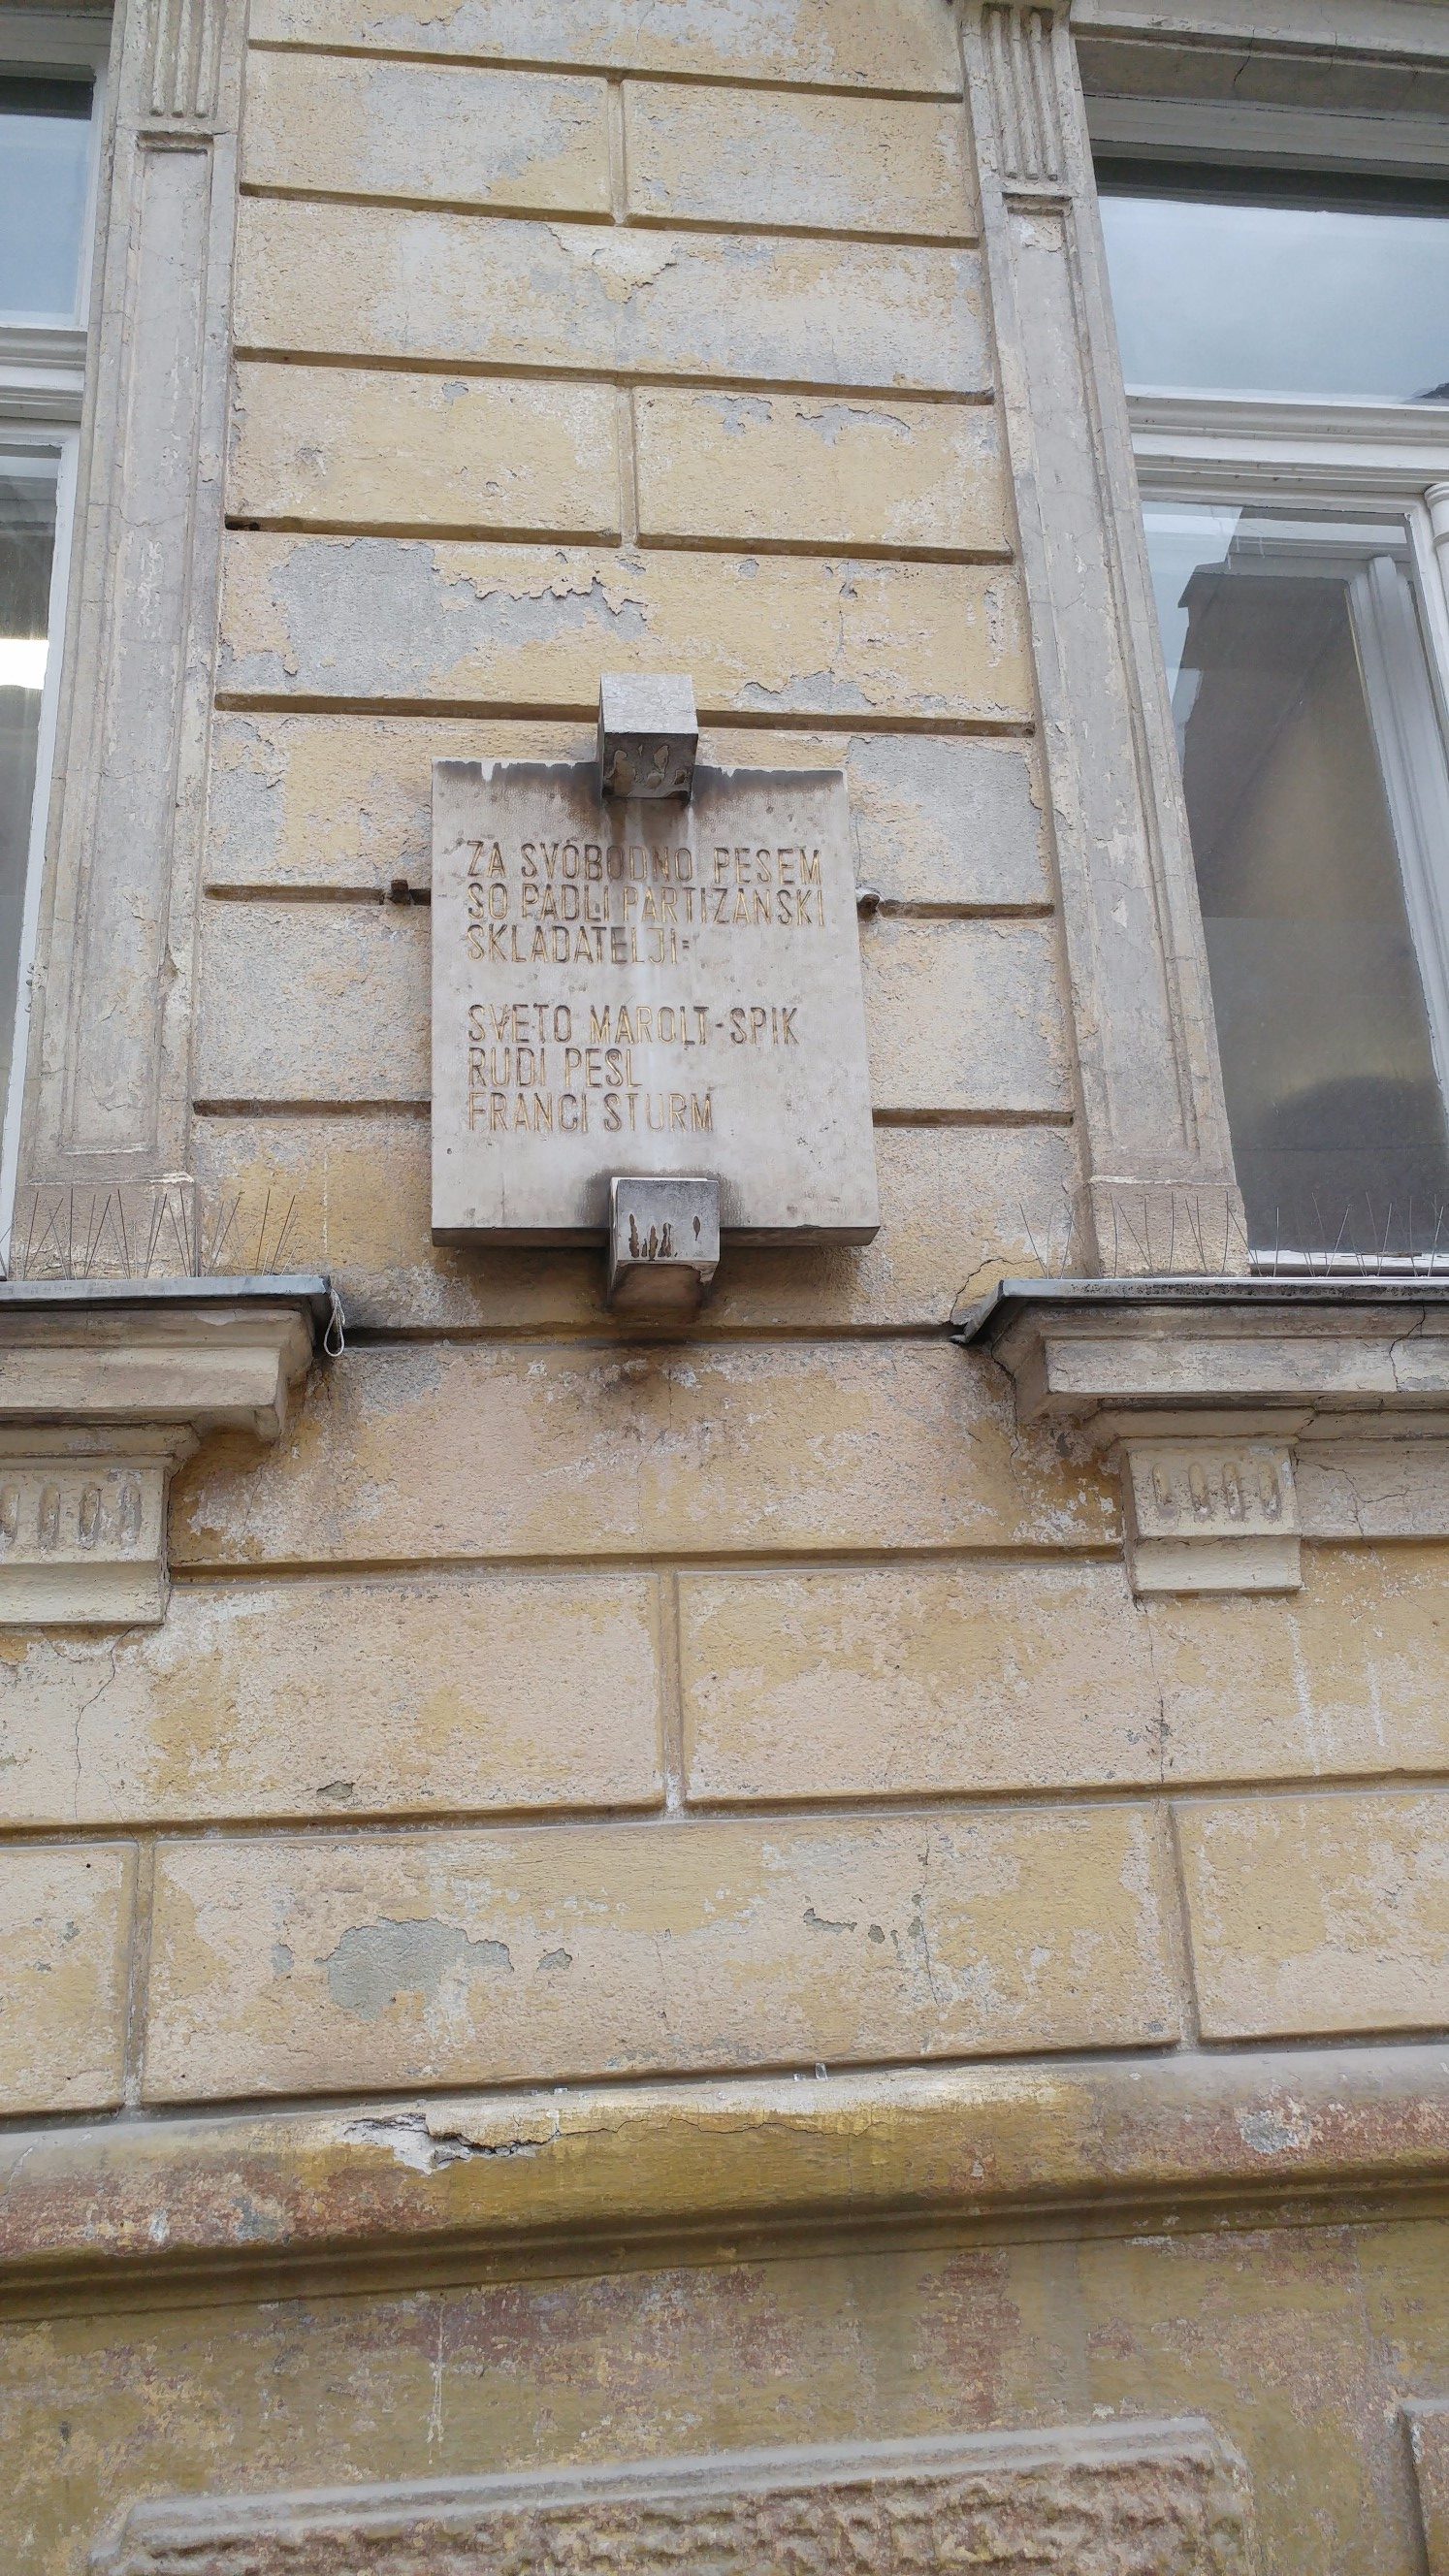 ZA SVOBODNO PESEM
SO PADLI PARTIZANSKI
SKLADATELJI:
SVETO MAROLT-SPIK
RUDI PESL
FRANCI STURM